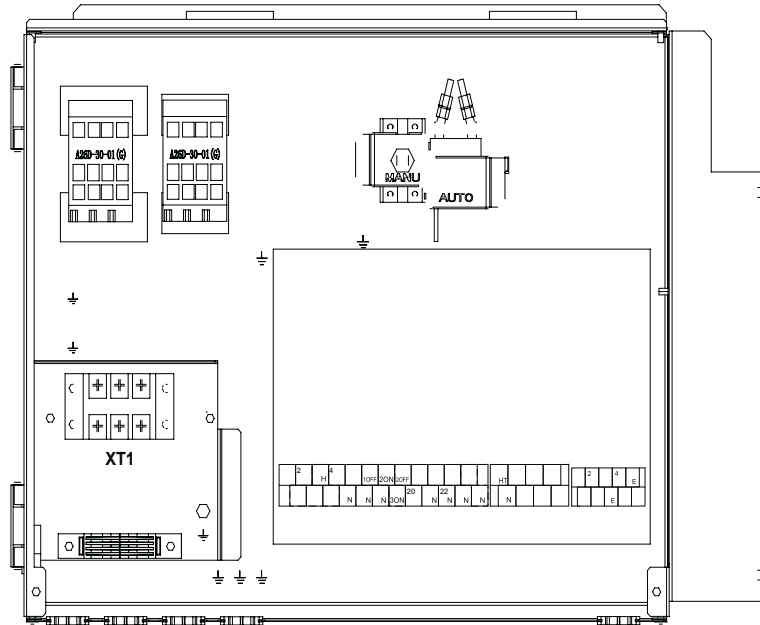 A26D-30-01(G) A26D-30-01(G)
MANU
AUTO
XT1
2 4 2 4
H 1OFF 2ON 2OFF HT E
20 22
N N N 3ON N N N N N E